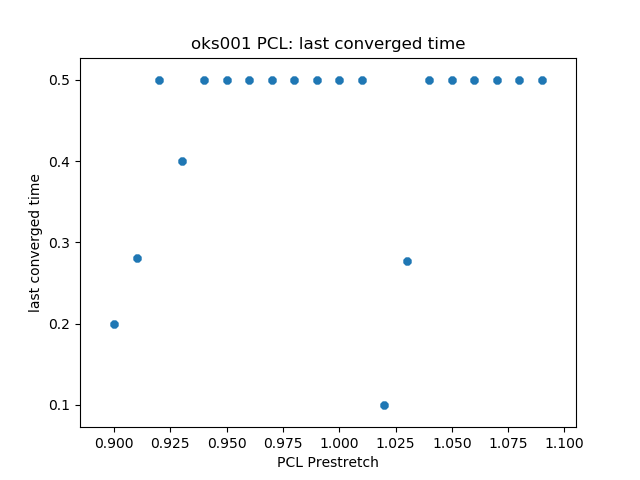 oks001 PCL: last converged time
0.5
0.4
0.3
0.2
0.1
last converged time
0.900 0.925 0.950 0.975 1.000 1.025 1.050 1.075 1.100
PCL Prestretch